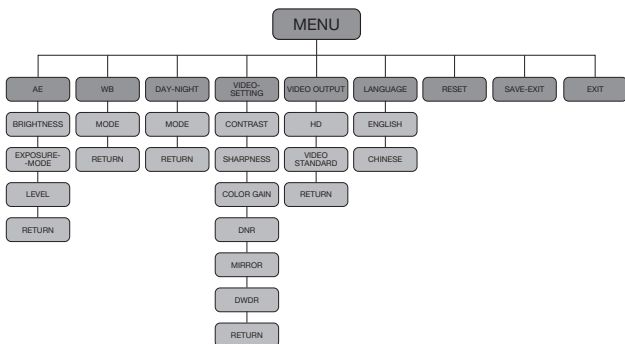 MENU
AE
WB
DAY-NIGHT
VIDEO-
SETTING
VIDEO OUTPUT
LANGUAGE
RESET
SAVE-EXIT
EXIT
BRIGHTNESS
MODE
MODE
CONTRAST
HD
ENGLISH
EXPOSURE-
-MODE
RETURN
RETURN
SHARPNESS
VIDEO
STANDARD
CHINESE
LEVEL
COLOR GAIN
RETURN
RETURN
DNR
MIRROR
DWDR
RETURN